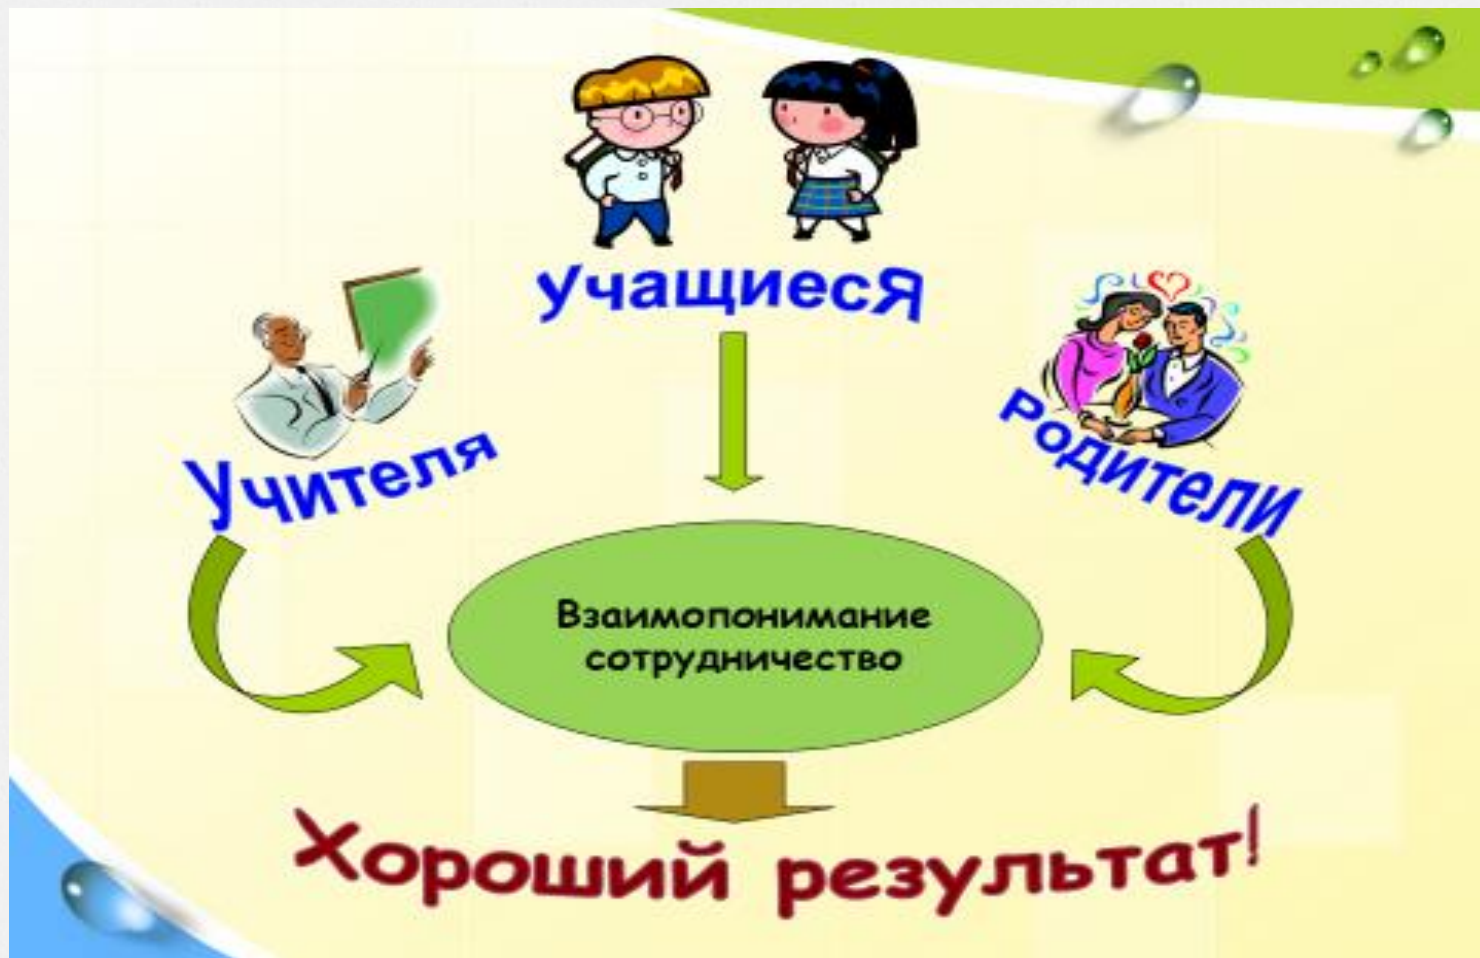 учащиесЯ
Учителя
РодителИ
Взаимопонимание
сотрудничество
Хороший результат!